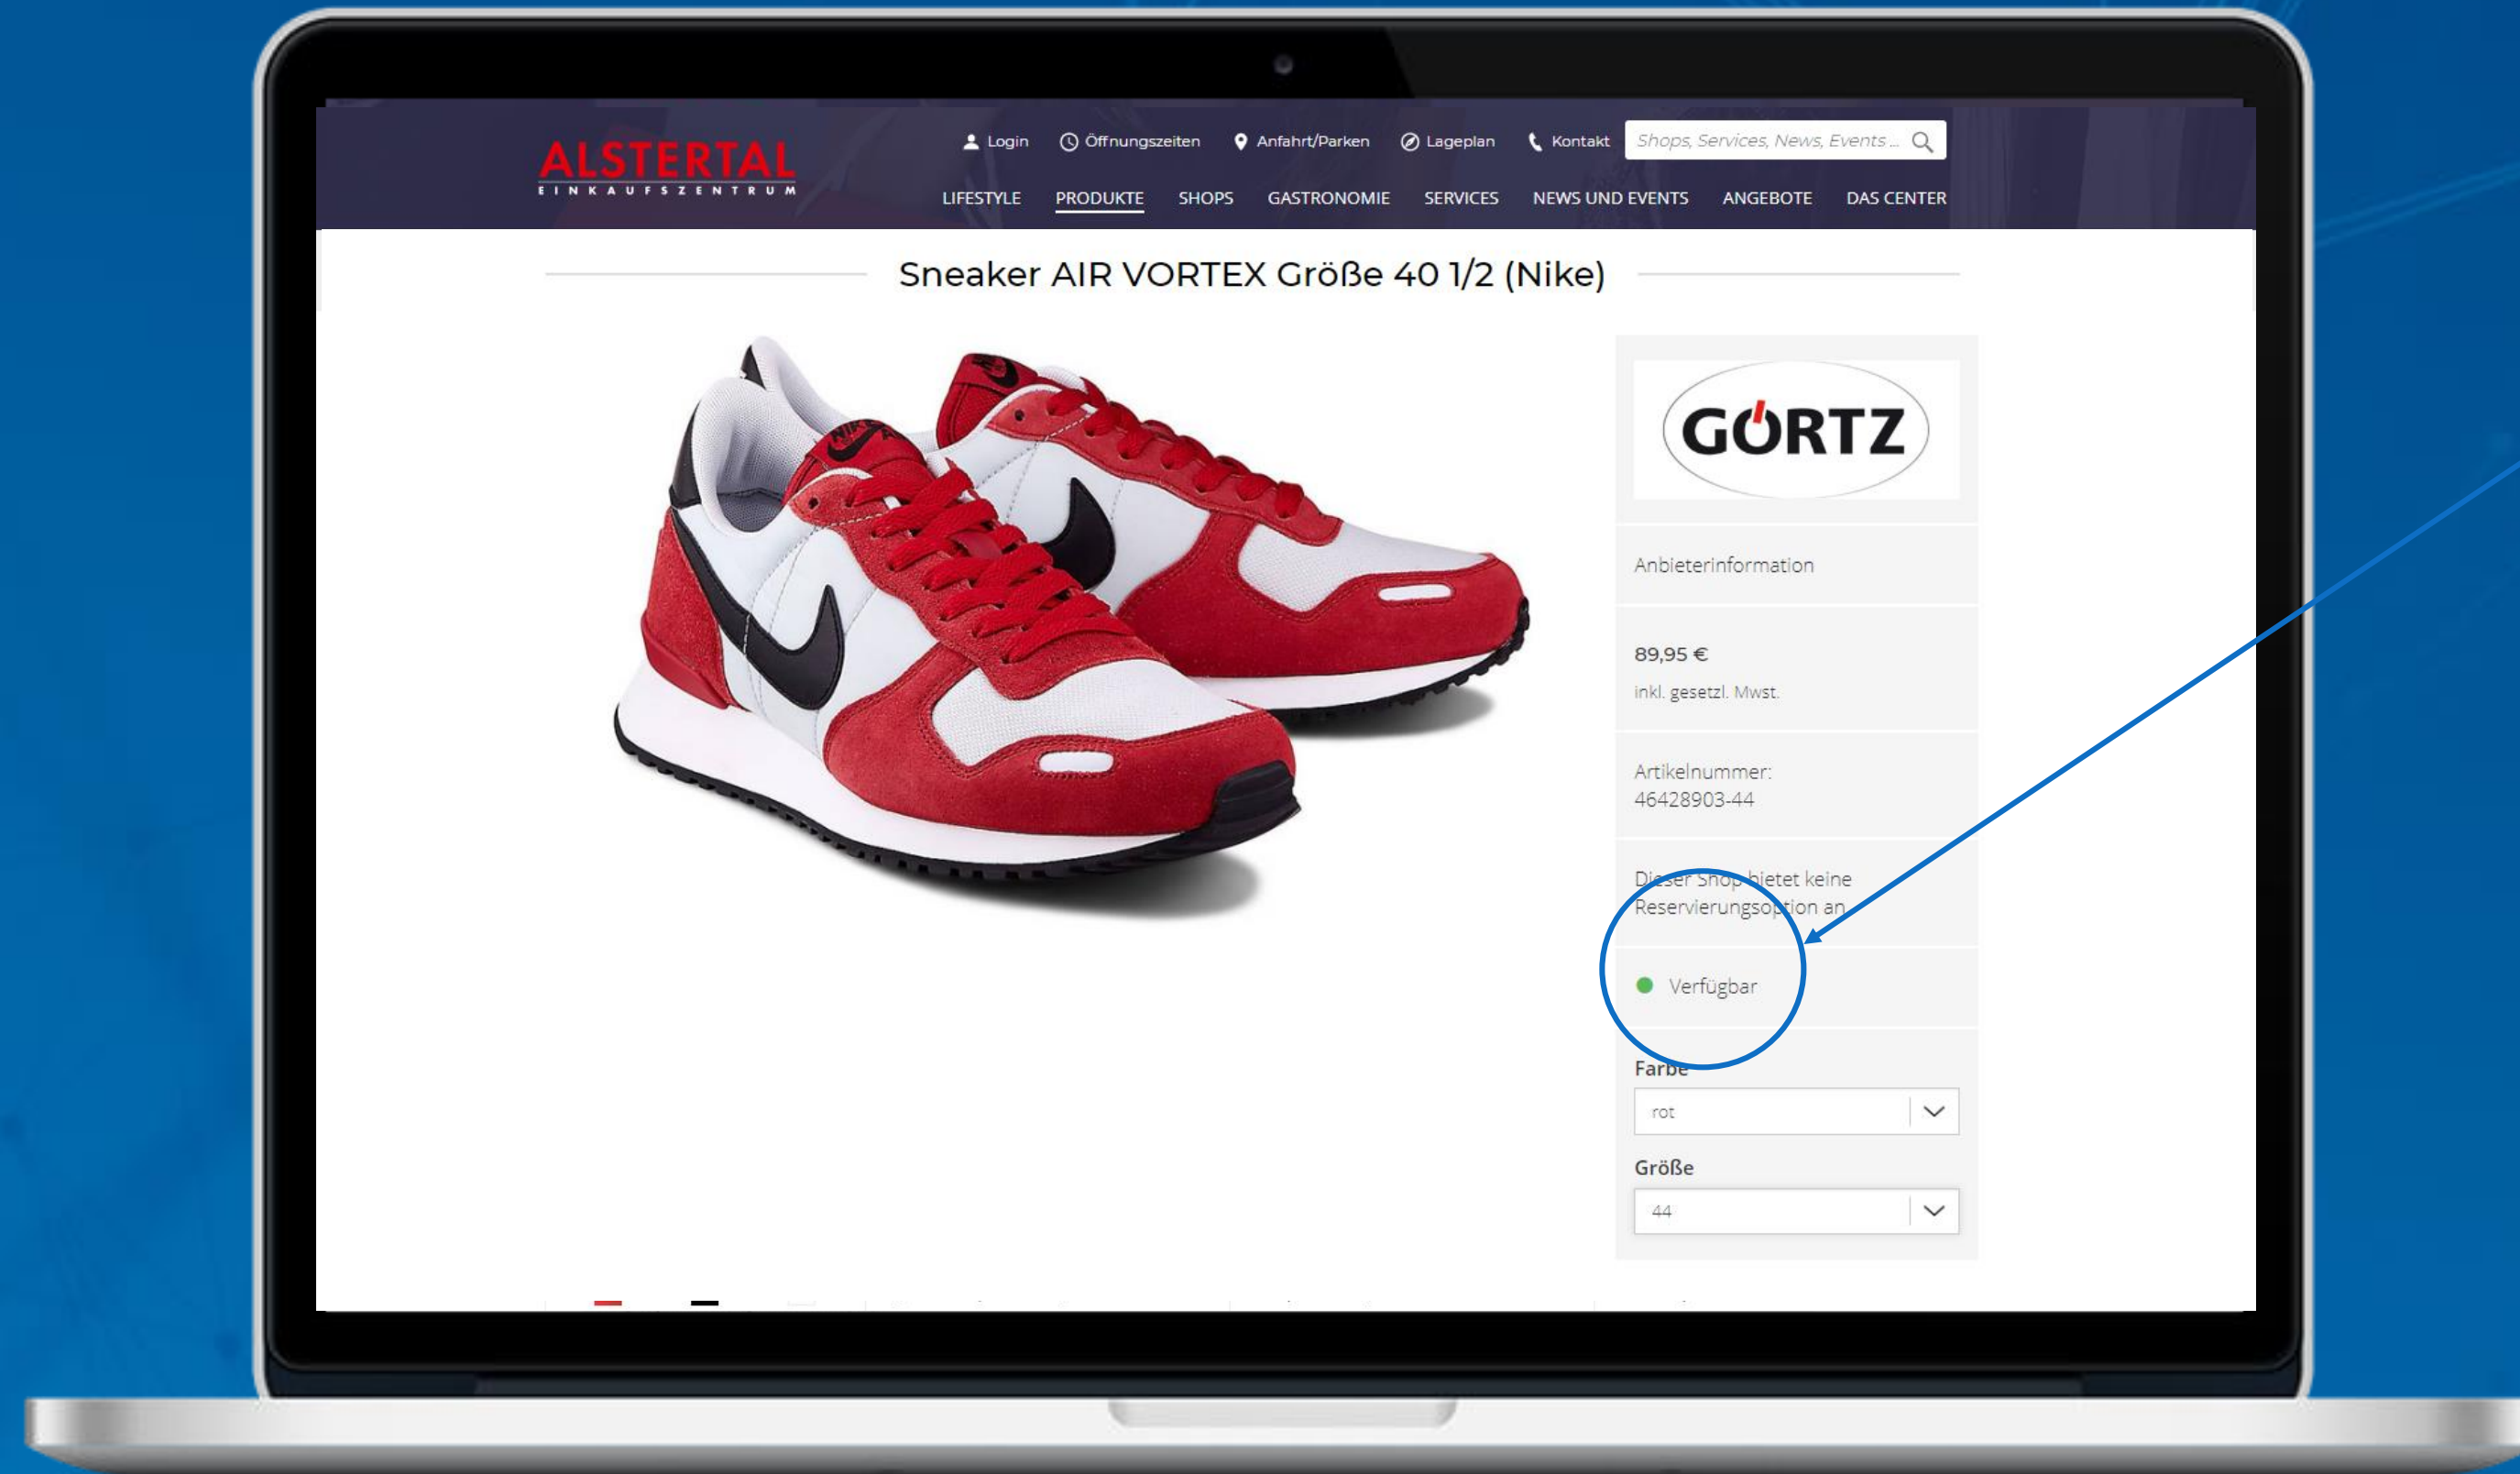 ALSTERTAL
EINKAUFSZENTRUM
Login Öffnungszeiten Anfahrt/Parken Lageplan Kontakt Shops, Services, News, Events ...
LIFESTYLE PRODUKTE SHOPS GASTRONOMIE SERVICES NEWS UND EVENTS ANGEBOTE DAS CENTER
Sneaker AIR VORTEX Größe 40 1/2 (Nike)
NIKE
GÖRTZ
Anbieterinformation
89,95 €
inkl. gesetzl. Mwst.
Artikelnummer:
46428903-44
Dieser Shop bietet keine
Reservierungsoption an
Verfügbar
Farbe
rot
Größe
44